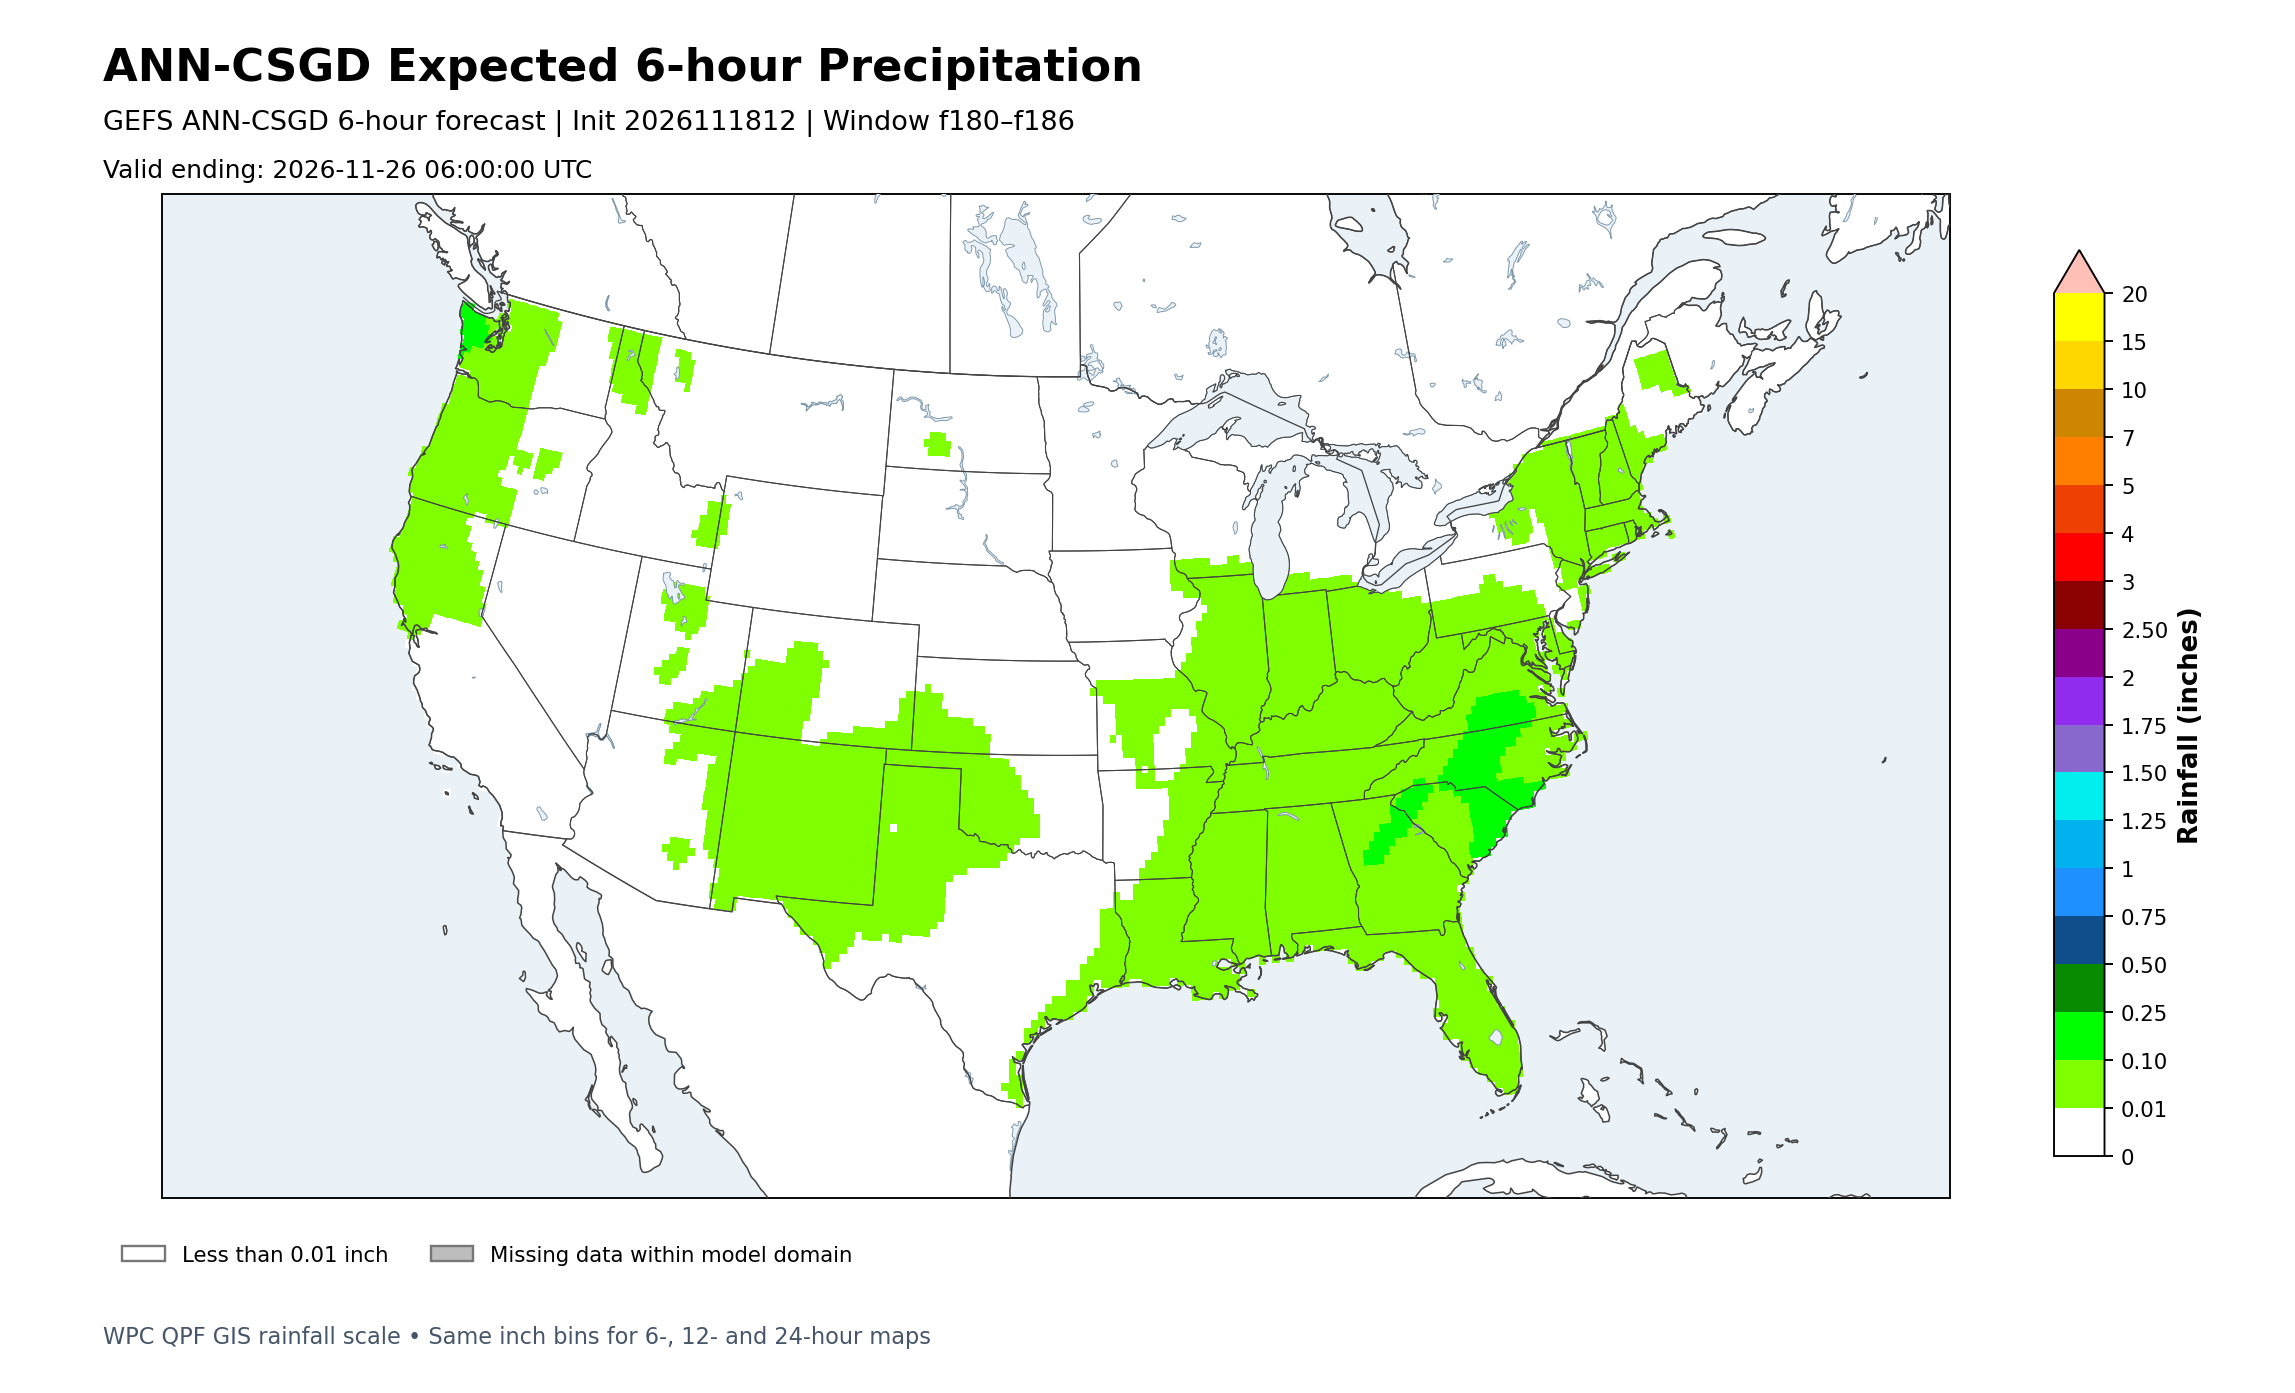 ANN-CSGD Expected 6-hour Precipitation
GEFS ANN-CSGD 6-hour forecast | Init 2026111812 | Window f180–f186
Valid ending: 2026-11-26 06:00:00 UTC
20
15
10
7
5
4
3
2.50
2
1.75
1.50
1.25
1
0.75
0.50
0.25
0.10
0.01
0
Rainfall (inches)
Less than 0.01 inch
Missing data within model domain
WPC QPF GIS rainfall scale • Same inch bins for 6-, 12- and 24-hour maps